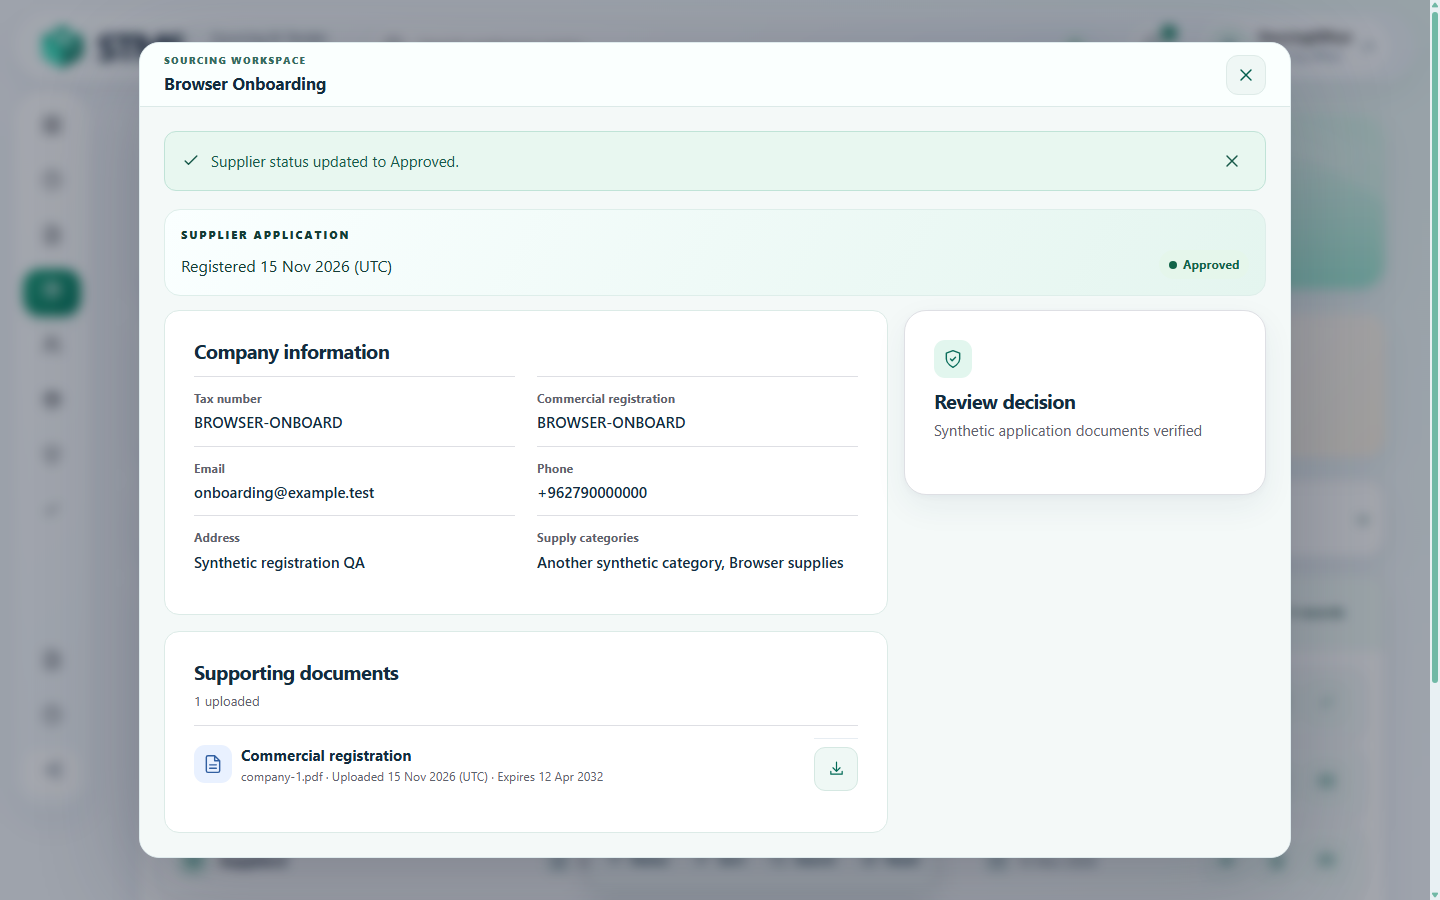 SOURCING WORKSPACE
Browser Onboarding
Supplier status updated to Approved.
SUPPLIER APPLICATION
Registered 15 Nov 2026 (UTC)
Approved
Company information
Tax number
BROWSER-ONBOARD
Commercial registration
BROWSER-ONBOARD
Email
onboarding@example.test
Phone
+962790000000
Address
Synthetic registration QA
Supply categories
Another synthetic category, Browser supplies
Review decision
Synthetic application documents verified
Supporting documents
1 uploaded
Commercial registration
company-1.pdf · Uploaded 15 Nov 2026 (UTC) · Expires 12 Apr 2032